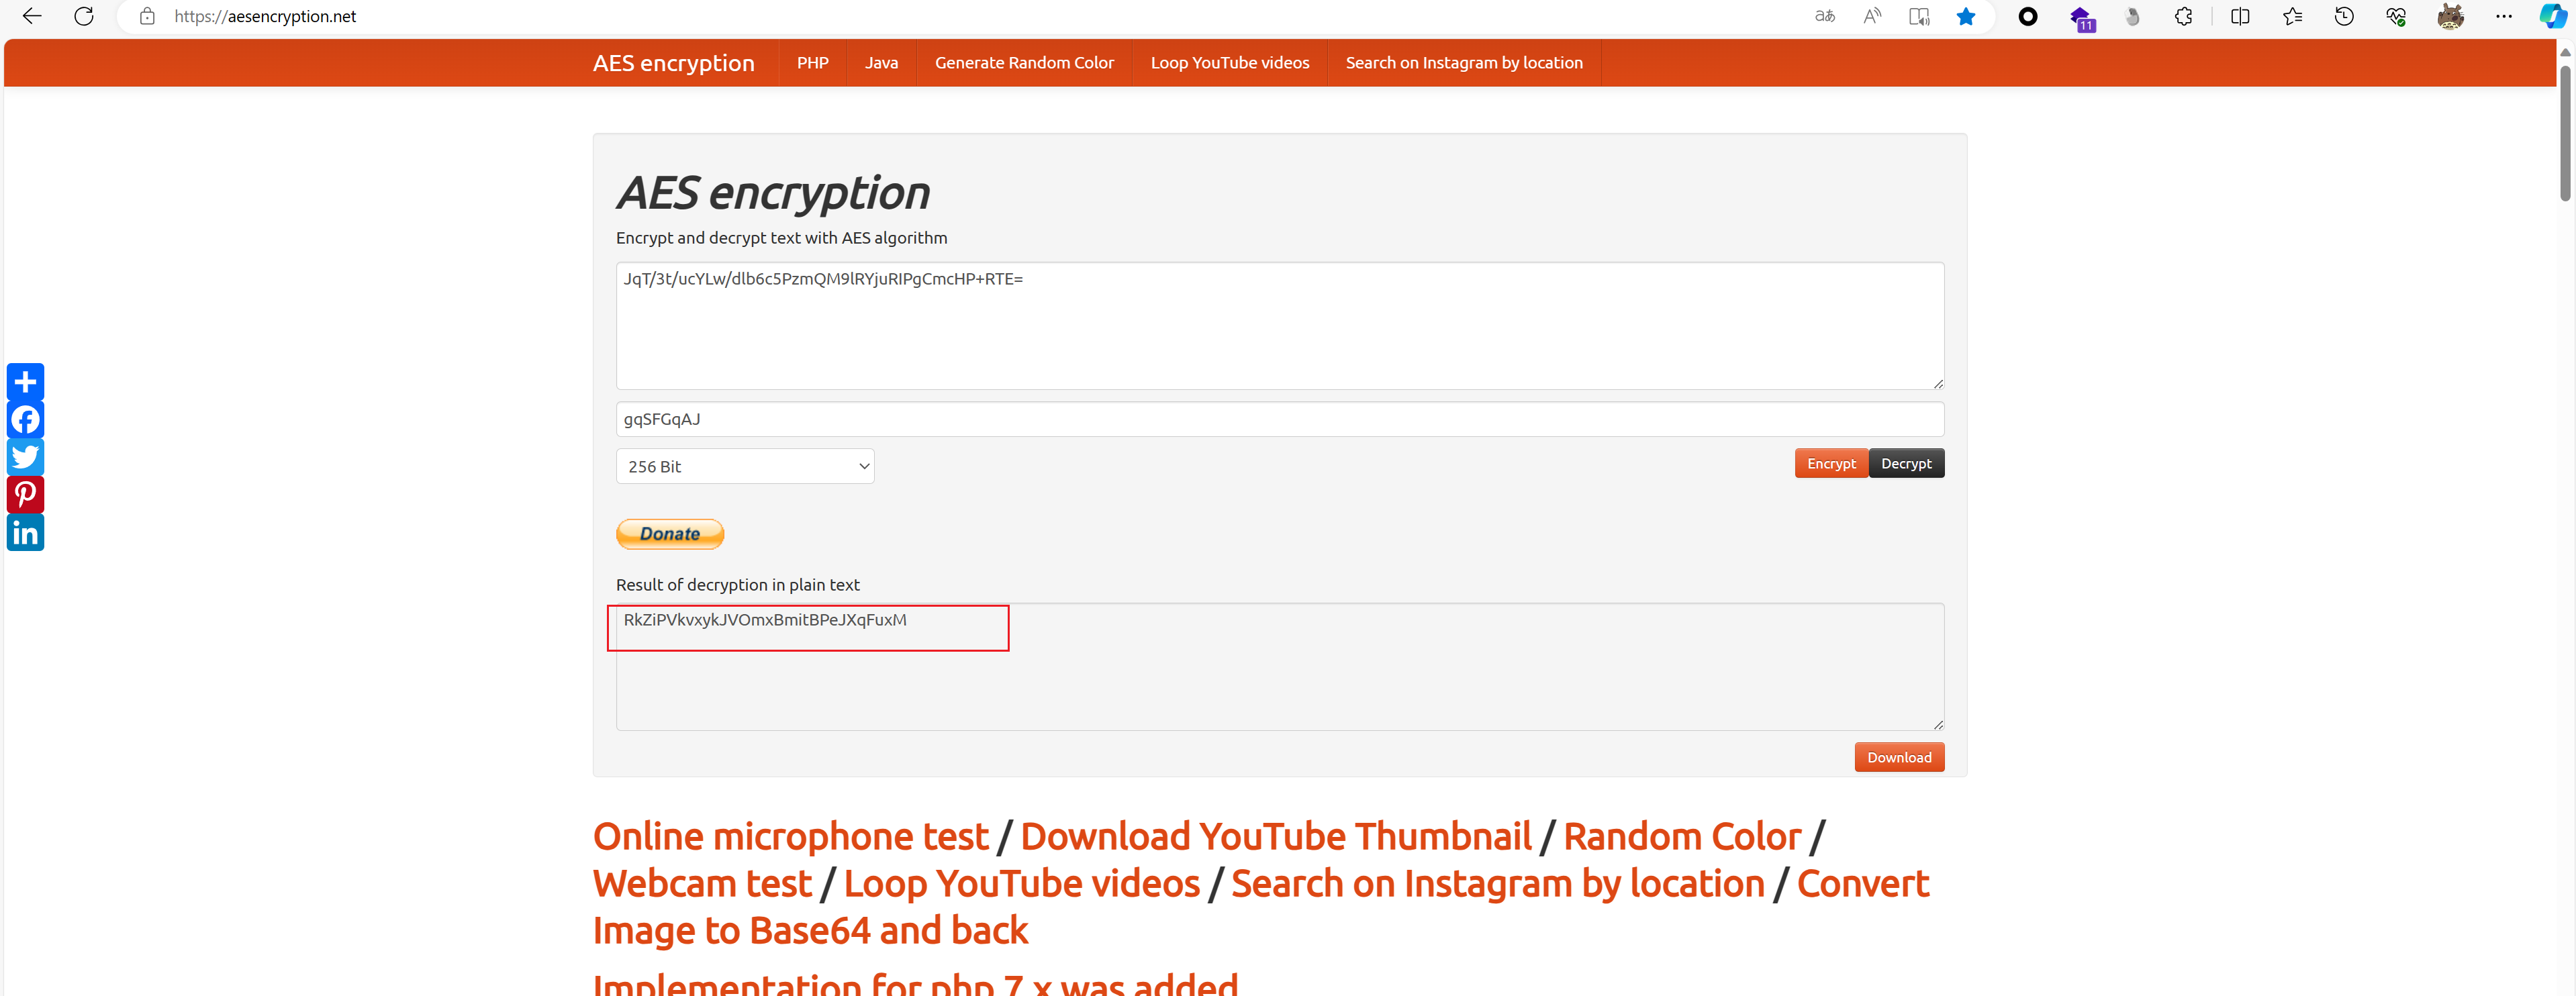 https://aesencryption.net
aあ
A
11
AES encryption PHP Java Generate Random Color Loop YouTube videos Search on Instagram by location
AES encryption
Encrypt and decrypt text with AES algorithm
JqT/3t/ucYLw/dlb6c5PzmQM9lRYjuRIPgCmcHP+RTE=
gqSFGqAJ
256 Bit
Encrypt Decrypt
Donate
Result of decryption in plain text
RkZiPVkvxykJVOmxBmitBPeJXqFuxM
Download
Online microphone test / Download YouTube Thumbnail / Random Color /
Webcam test / Loop YouTube videos / Search on Instagram by location / Convert
Image to Base64 and back
Implementation for php 7.x was added
in